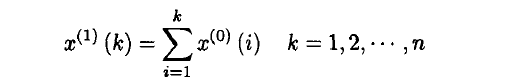 x^{(1)}(k) = \sum_{i=1}^{k} x^{(0)}(i) \quad k = 1, 2, \cdots, n